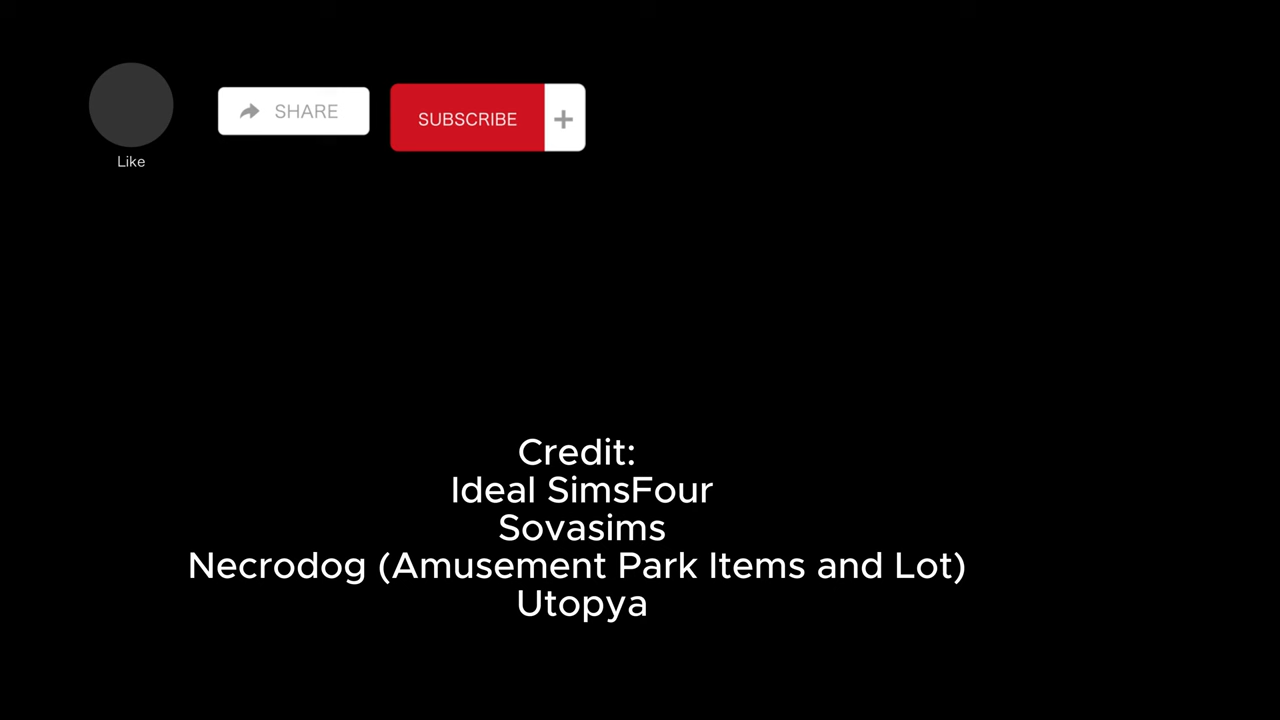 SHARE
SUBSCRIBE +
Like
Credit:
Ideal SimsFour
Sovasims
Necrodog (Amusement Park Items and Lot)
Utopya